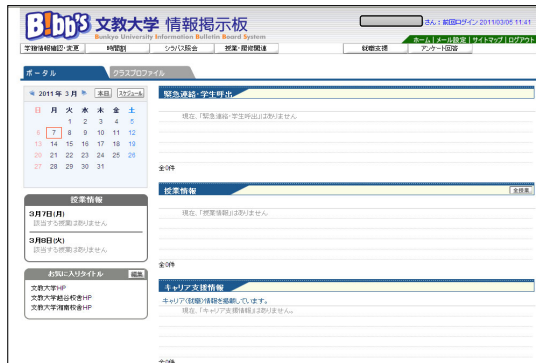 B!bb's 文教大学 情報掲示板
Bunkyo University Information Bulletin Board System
さん：前回ログイン 2011/03/05 11:41
ホーム | メール設定 | サイトマップ | ログアウト
学籍情報確認・変更 時間割 シラバス照会 授業・履修関連 就職支援 アンケート回答
ポータル クラスプロファイル
2011年 3月 本日 スケジュール
日 月 火 水 木 金 土
1 2 3 4 5
6 7 8 9 10 11 12
13 14 15 16 17 18 19
20 21 22 23 24 25 26
27 28 29 30 31
授業情報
3月7日(月)
該当する授業はありません
3月8日(火)
該当する授業はありません
お気に入りタイトル 編集
文教大学HP
文教大学越谷校舎HP
文教大学湘南校舎HP
緊急連絡・学生呼出
現在、「緊急連絡・学生呼出」はありません
全0件
授業情報 全授業
現在、「授業情報」はありません
全0件
キャリア支援情報
キャリア(就職)情報を掲載しています。
現在、「キャリア支援情報」はありません。
全0件